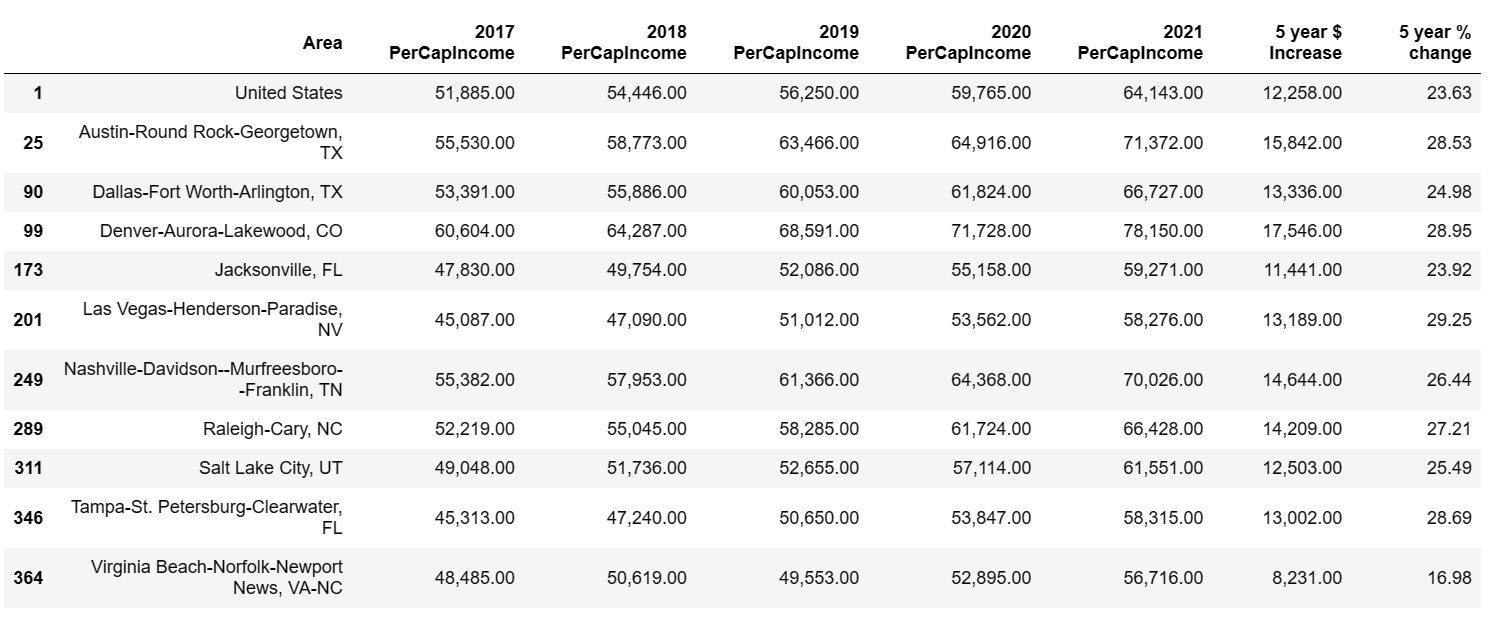 Area 2017 PerCapIncome 2018 PerCapIncome 2019 PerCapIncome 2020 PerCapIncome 2021 PerCapIncome 5 year $ Increase 5 year % change
1 United States 51,885.00 54,446.00 56,250.00 59,765.00 64,143.00 12,258.00 23.63
25 Austin-Round Rock-Georgetown, TX 55,530.00 58,773.00 63,466.00 64,916.00 71,372.00 15,842.00 28.53
90 Dallas-Fort Worth-Arlington, TX 53,391.00 55,886.00 60,053.00 61,824.00 66,727.00 13,336.00 24.98
99 Denver-Aurora-Lakewood, CO 60,604.00 64,287.00 68,591.00 71,728.00 78,150.00 17,546.00 28.95
173 Jacksonville, FL 47,830.00 49,754.00 52,086.00 55,158.00 59,271.00 11,441.00 23.92
201 Las Vegas-Henderson-Paradise, NV 45,087.00 47,090.00 51,012.00 53,562.00 58,276.00 13,189.00 29.25
249 Nashville-Davidson--Murfreesboro--Franklin, TN 55,382.00 57,953.00 61,366.00 64,368.00 70,026.00 14,644.00 26.44
289 Raleigh-Cary, NC 52,219.00 55,045.00 58,285.00 61,724.00 66,428.00 14,209.00 27.21
311 Salt Lake City, UT 49,048.00 51,736.00 52,655.00 57,114.00 61,551.00 12,503.00 25.49
346 Tampa-St. Petersburg-Clearwater, FL 45,313.00 47,240.00 50,650.00 53,847.00 58,315.00 13,002.00 28.69
364 Virginia Beach-Norfolk-Newport News, VA-NC 48,485.00 50,619.00 49,553.00 52,895.00 56,716.00 8,231.00 16.98